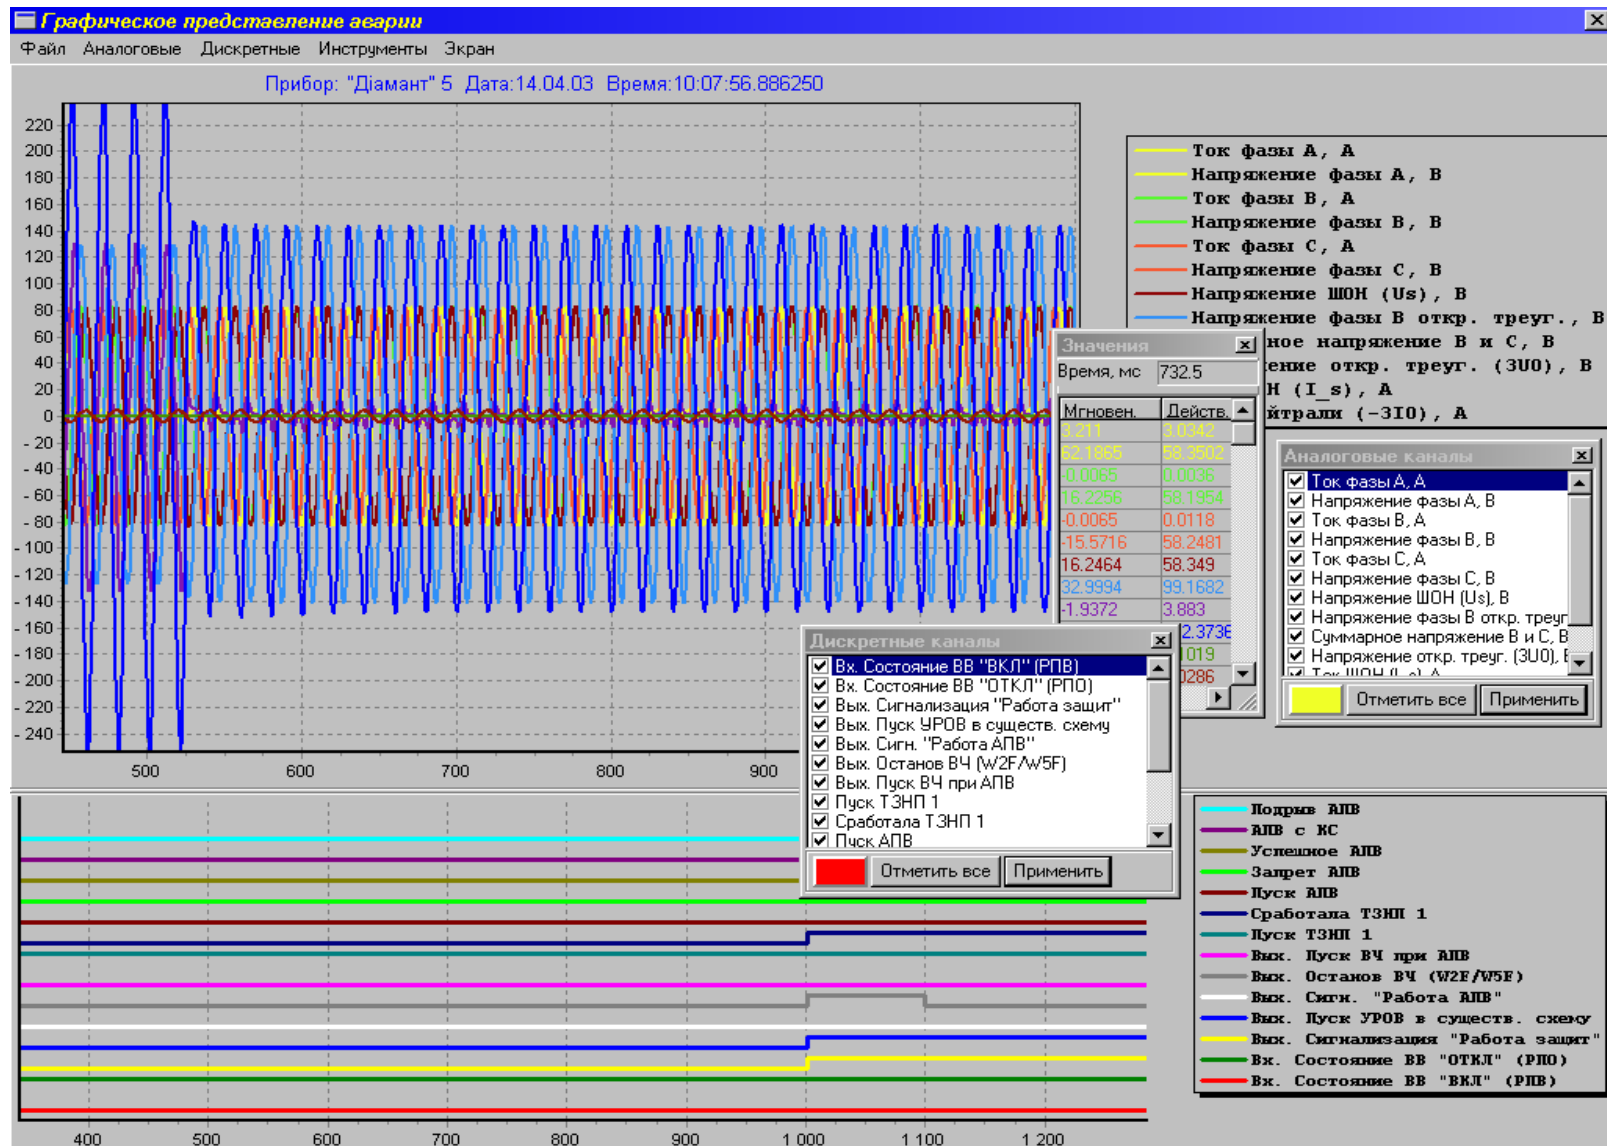 Графическое представление аварии
Файл Аналоговые Дискретные Инструменты Экран
Прибор: "Діамант" 5 Дата:14.04.03 Время:10:07:56.886250
220
200
180
160
140
120
100
80
60
40
20
0
- 20
- 40
- 60
- 80
- 100
- 120
- 140
- 160
- 180
- 200
- 220
- 240
500 600 700 800 900
Ток фазы A, А
Напряжение фазы A, В
Ток фазы B, А
Напряжение фазы B, В
Ток фазы C, А
Напряжение фазы C, В
Напряжение ШОН (Us), В
Напряжение фазы B откр. треуг., В
ное напряжение B и C, В
ение откр. треуг. (3U0), В
Н (I_s), А
йтрали (-3I0), А
Значения
Время, мс 732.5
Мгновен. Действ.
3.211 3.0342
62.1865 58.3502
-0.0065 0.0036
16.2256 58.1954
-0.0065 0.0118
-15.5716 58.2481
16.2464 58.349
32.9994 99.1682
-1.9372 3.883
2.3736
019
0286
Аналоговые каналы
Ток фазы A, А
Напряжение фазы A, В
Ток фазы B, А
Напряжение фазы B, В
Ток фазы C, А
Напряжение фазы C, В
Напряжение ШОН (Us), В
Напряжение фазы B откр. треуг
Суммарное напряжение B и C, В
Напряжение откр. треуг. (3U0), В
Ток ШОН (I_s), А
Отметить все Применить
Дискретные каналы
Вх. Состояние ВВ "ВКЛ" (РПВ)
Вх. Состояние ВВ "ОТКЛ" (РПО)
Вых. Сигнализация "Работа защит"
Вых. Пуск УРОВ в существ. схему
Вых. Сигн. "Работа АПВ"
Вых. Останов ВЧ (W2F/W5F)
Вых. Пуск ВЧ при АПВ
Пуск ТЗНП 1
Сработала ТЗНП 1
Пуск АПВ
Отметить все Применить
Подрыв АПВ
АПВ с КС
Успешное АПВ
Запрет АПВ
Пуск АПВ
Сработала ТЗНП 1
Пуск ТЗНП 1
Вых. Пуск ВЧ при АПВ
Вых. Останов ВЧ (W2F/W5F)
Вых. Сигн. "Работа АПВ"
Вых. Пуск УРОВ в существ. схему
Вых. Сигнализация "Работа защит"
Вх. Состояние ВВ "ОТКЛ" (РПО)
Вх. Состояние ВВ "ВКЛ" (РПВ)
400 500 600 700 800 900 1 000 1 100 1 200